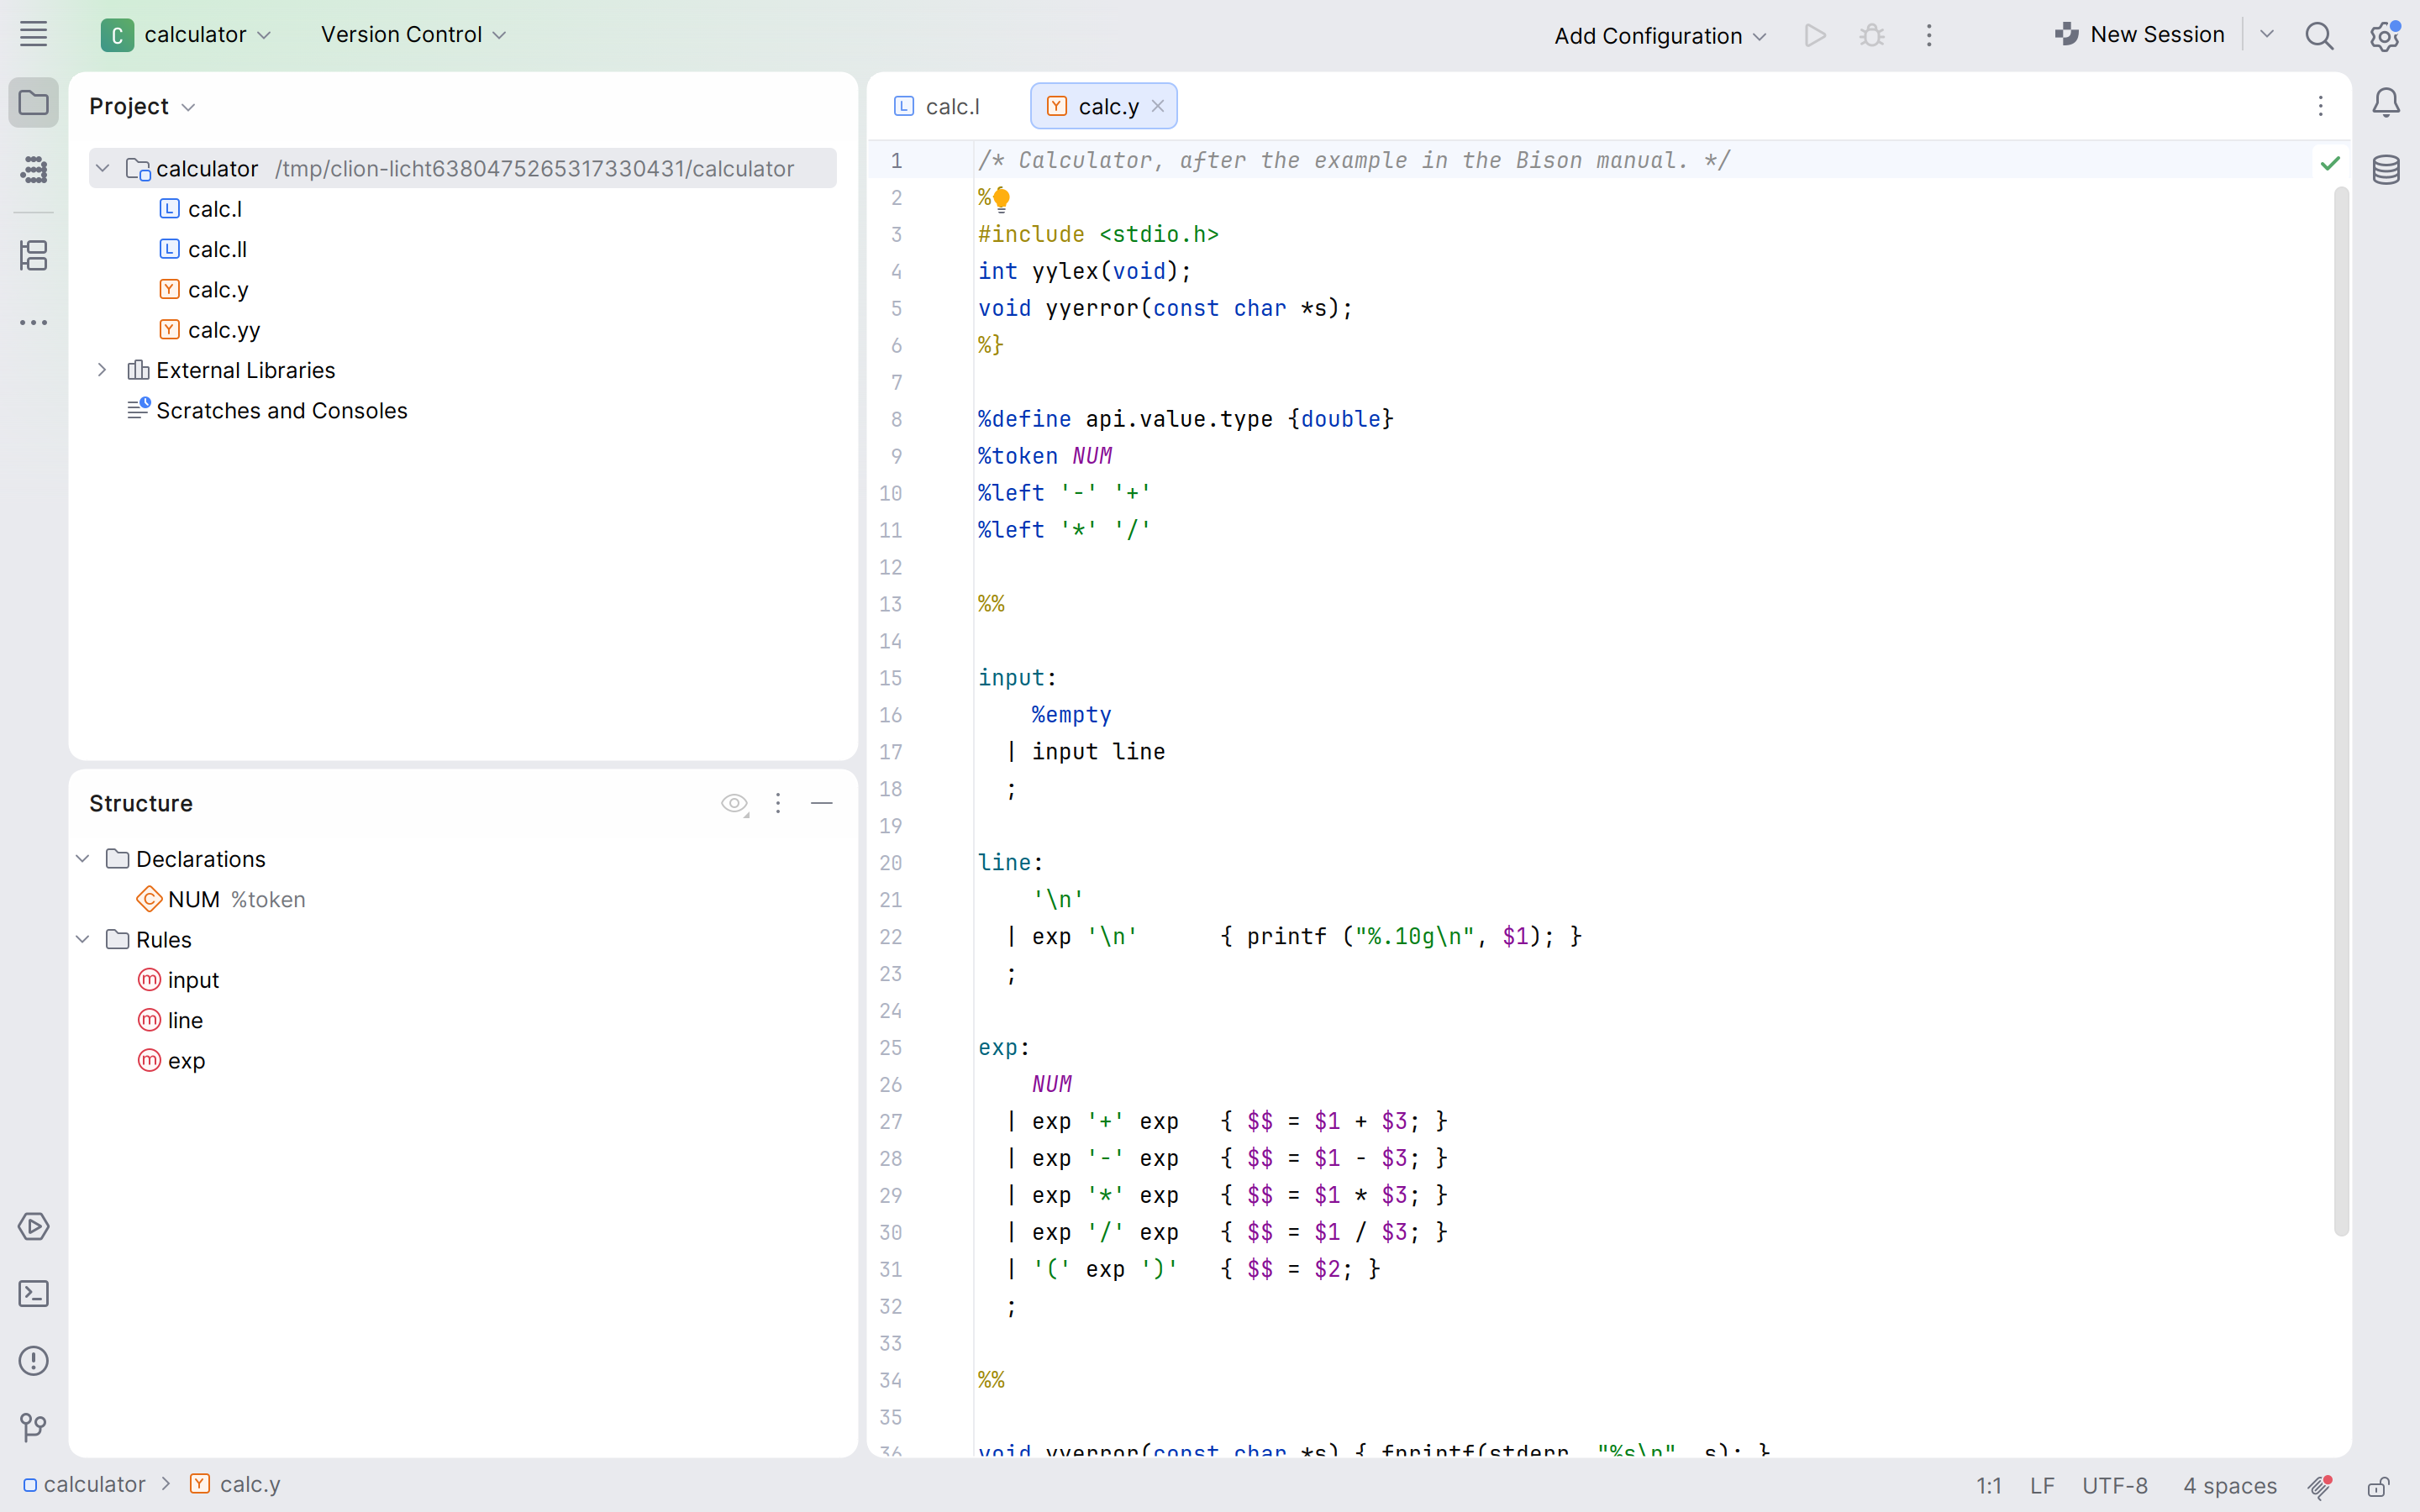 C calculator Version Control Add Configuration New Session
Project
calculator /tmp/clion-licht6380475265317330431/calculator
L calc.l
L calc.ll
Y calc.y
Y calc.yy
External Libraries
Scratches and Consoles
Structure
Declarations
C NUM %token
Rules
m input
m line
m exp
L calc.l Y calc.y
1 /* Calculator, after the example in the Bison manual. */
2 %
3 #include <stdio.h>
4 int yylex(void);
5 void yyerror(const char *s);
6 %}
7
8 %define api.value.type {double}
9 %token NUM
10 %left '-' '+'
11 %left '*' '/'
12
13 %%
14
15 input:
16 %empty
17 | input line
18 ;
19
20 line:
21 '\n'
22 | exp '\n' { printf ("%.10g\n", $1); }
23 ;
24
25 exp:
26 NUM
27 | exp '+' exp { $$ = $1 + $3; }
28 | exp '-' exp { $$ = $1 - $3; }
29 | exp '*' exp { $$ = $1 * $3; }
30 | exp '/' exp { $$ = $1 / $3; }
31 | '(' exp ')' { $$ = $2; }
32 ;
33
34 %%
35
36 void yyerror(const char *s) { fprintf(stderr, "%s\n", s); }
calculator > Y calc.y 1:1 LF UTF-8 4 spaces